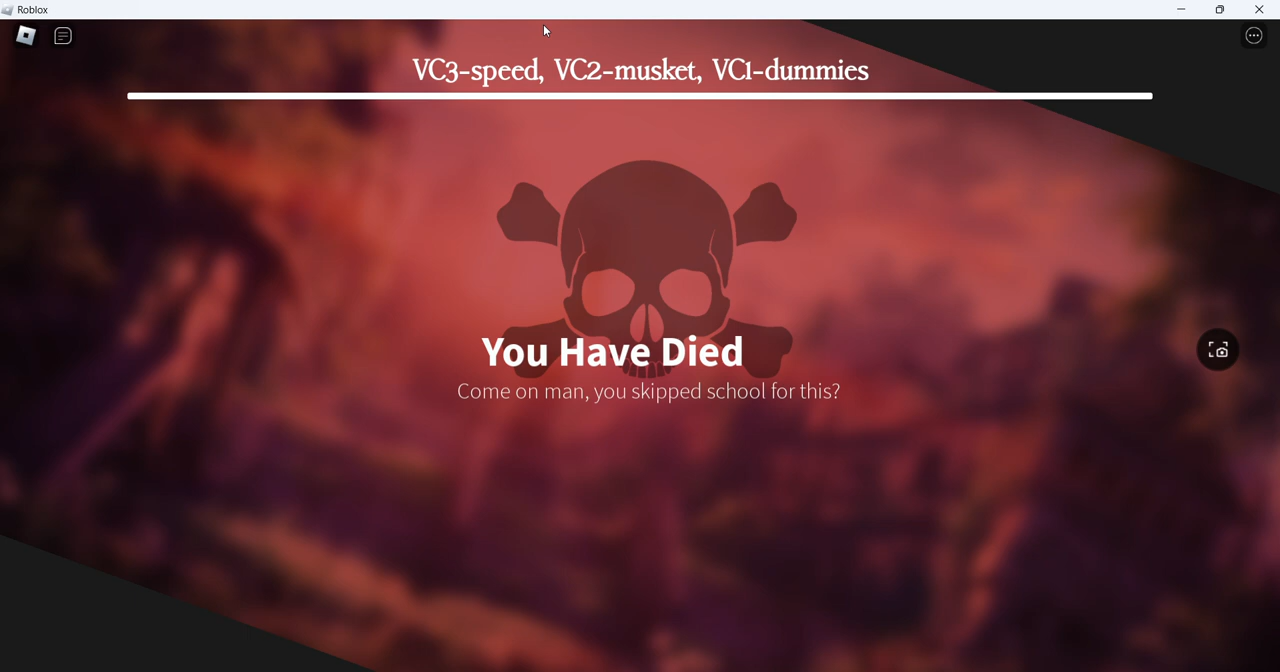 Roblox
VC3-speed, VC2-musket, VC1-dummies
You Have Died
Come on man, you skipped school for this?